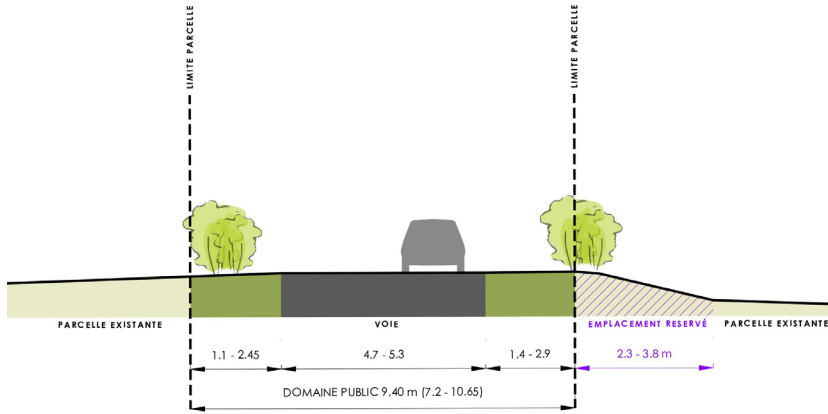 LIMITE PARCELLE
LIMITE PARCELLE
PARCELLE EXISTANTE
VOIE
EMPLACEMENT RESERVÉ
PARCELLE EXISTANTE
1.1 - 2.45
4.7 - 5.3
1.4 - 2.9
2.3 - 3.8 m
DOMAINE PUBLIC 9,40 m (7.2 - 10.65)